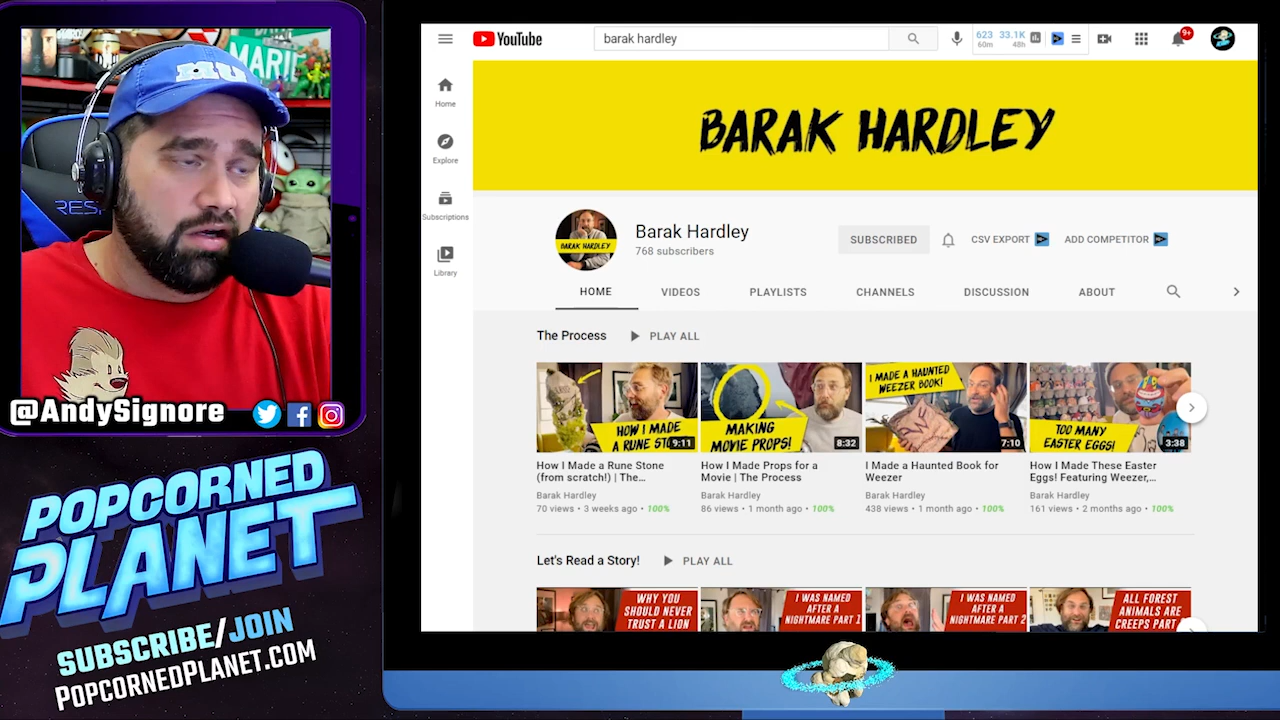 MARIE
MU
RES
@AndySignore
POPCORNED
PLANET
SUBSCRIBE/JOIN
POPCORNEDPLANET.COM
YouTube
barak hardley
623 33.1K
60m 48h
9+
Home
Explore
Subscriptions
Library
BARAK HARDLEY
BARAK HARDLEY
Barak Hardley
768 subscribers
SUBSCRIBED
CSV EXPORT
ADD COMPETITOR
HOME VIDEOS PLAYLISTS CHANNELS DISCUSSION ABOUT
The Process PLAY ALL
HOW I MADE
A RUNE STO
9:11
MAKING
MOVIE PROPS!
8:32
I MADE A HAUNTED
WEEZER BOOK!
7:10
TOO MANY
EASTER EGGS!
3:38
How I Made a Rune Stone
(from scratch!) | The...
Barak Hardley
70 views • 3 weeks ago • 100%
How I Made Props for a
Movie | The Process
Barak Hardley
86 views • 1 month ago • 100%
I Made a Haunted Book for
Weezer
Barak Hardley
438 views • 1 month ago • 100%
How I Made These Easter
Eggs! Featuring Weezer,...
Barak Hardley
161 views • 2 months ago • 100%
Let's Read a Story! PLAY ALL
WHY YOU
SHOULD NEVER
TRUST A LION
I WAS NAMED
AFTER A
NIGHTMARE PART 1
I WAS NAMED
AFTER A
NIGHTMARE PART 2
ALL FOREST
ANIMALS ARE
CREEPS PART